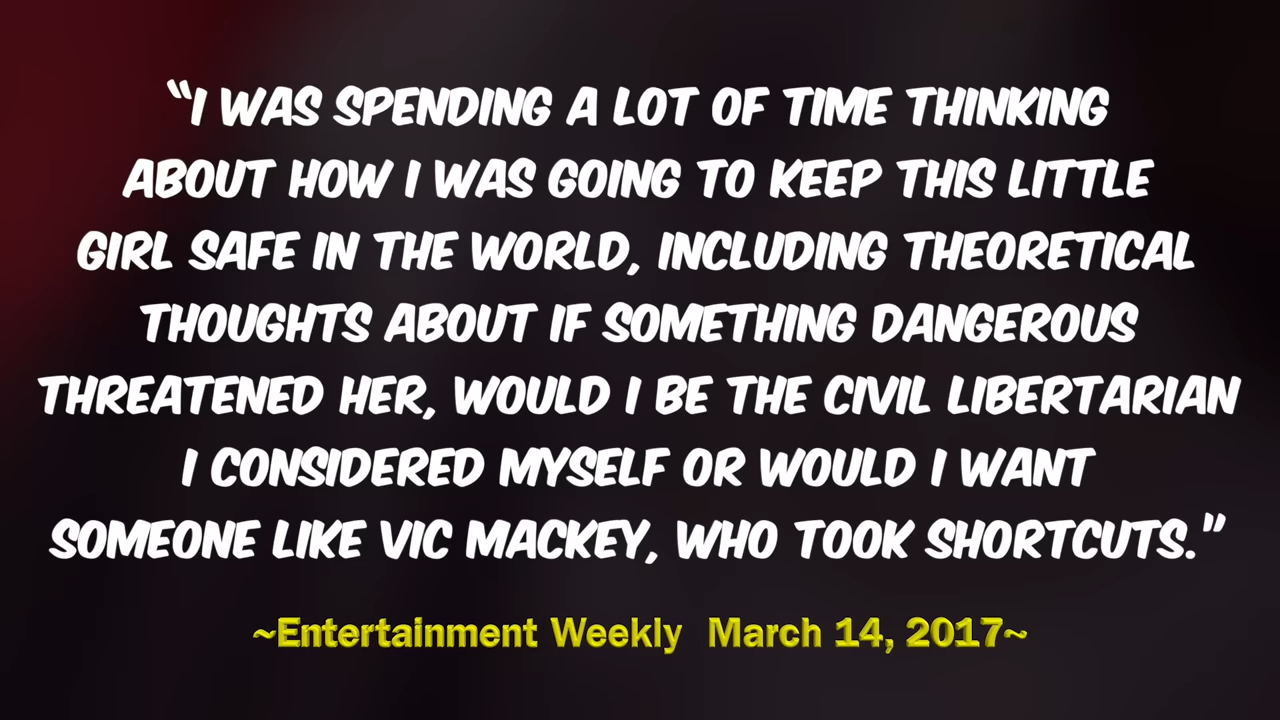 “I WAS SPENDING A LOT OF TIME THINKING
ABOUT HOW I WAS GOING TO KEEP THIS LITTLE
GIRL SAFE IN THE WORLD, INCLUDING THEORETICAL
THOUGHTS ABOUT IF SOMETHING DANGEROUS
THREATENED HER, WOULD I BE THE CIVIL LIBERTARIAN
I CONSIDERED MYSELF OR WOULD I WANT
SOMEONE LIKE VIC MACKEY, WHO TOOK SHORTCUTS.”
~Entertainment Weekly  March 14, 2017~